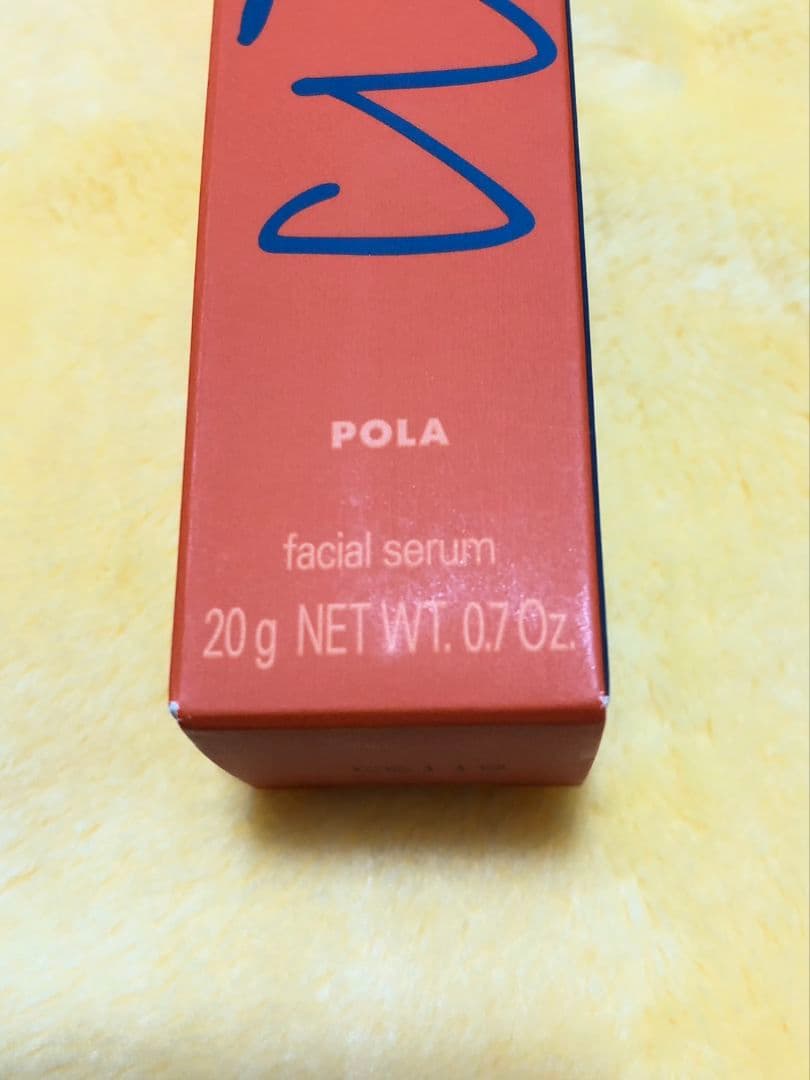 POLA
facial serum
20 g NET WT. 0.7 Oz.